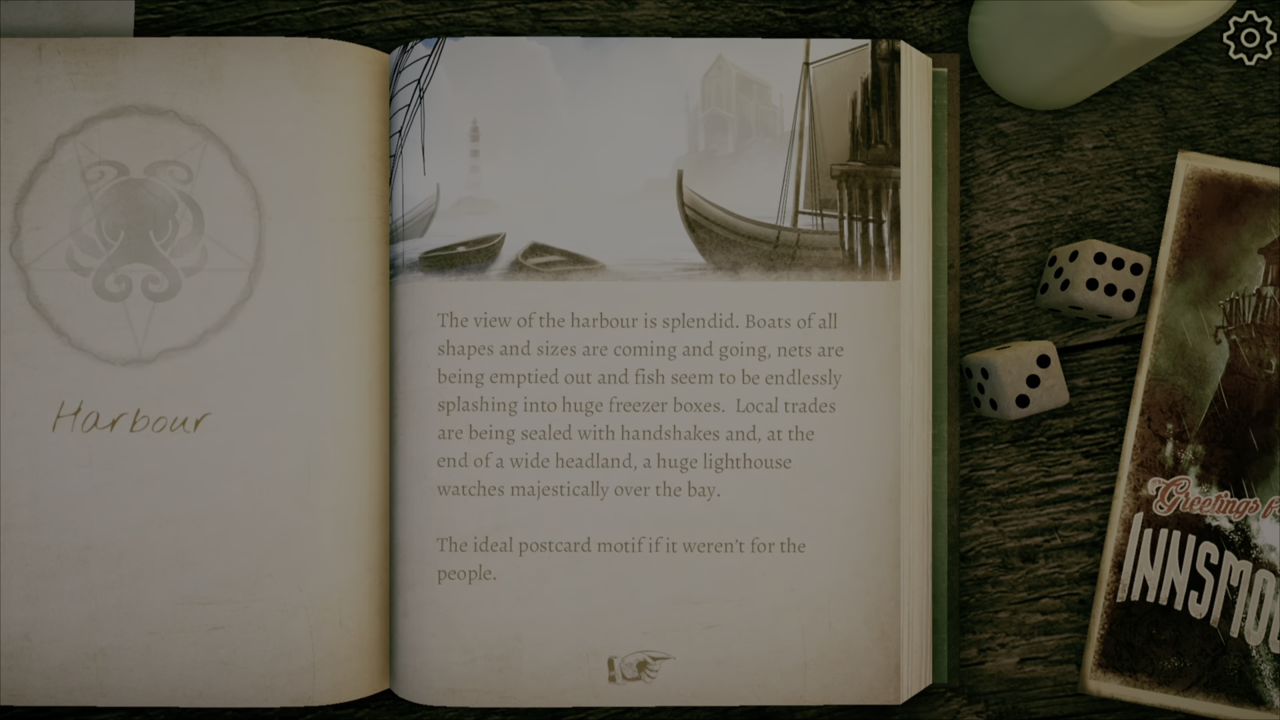 Harbour
The view of the harbour is splendid. Boats of all
shapes and sizes are coming and going, nets are
being emptied out and fish seem to be endlessly
splashing into huge freezer boxes.  Local trades
are being sealed with handshakes and, at the
end of a wide headland, a huge lighthouse
watches majestically over the bay.
The ideal postcard motif if it weren't for the
people.
Greetings f
INNSMO